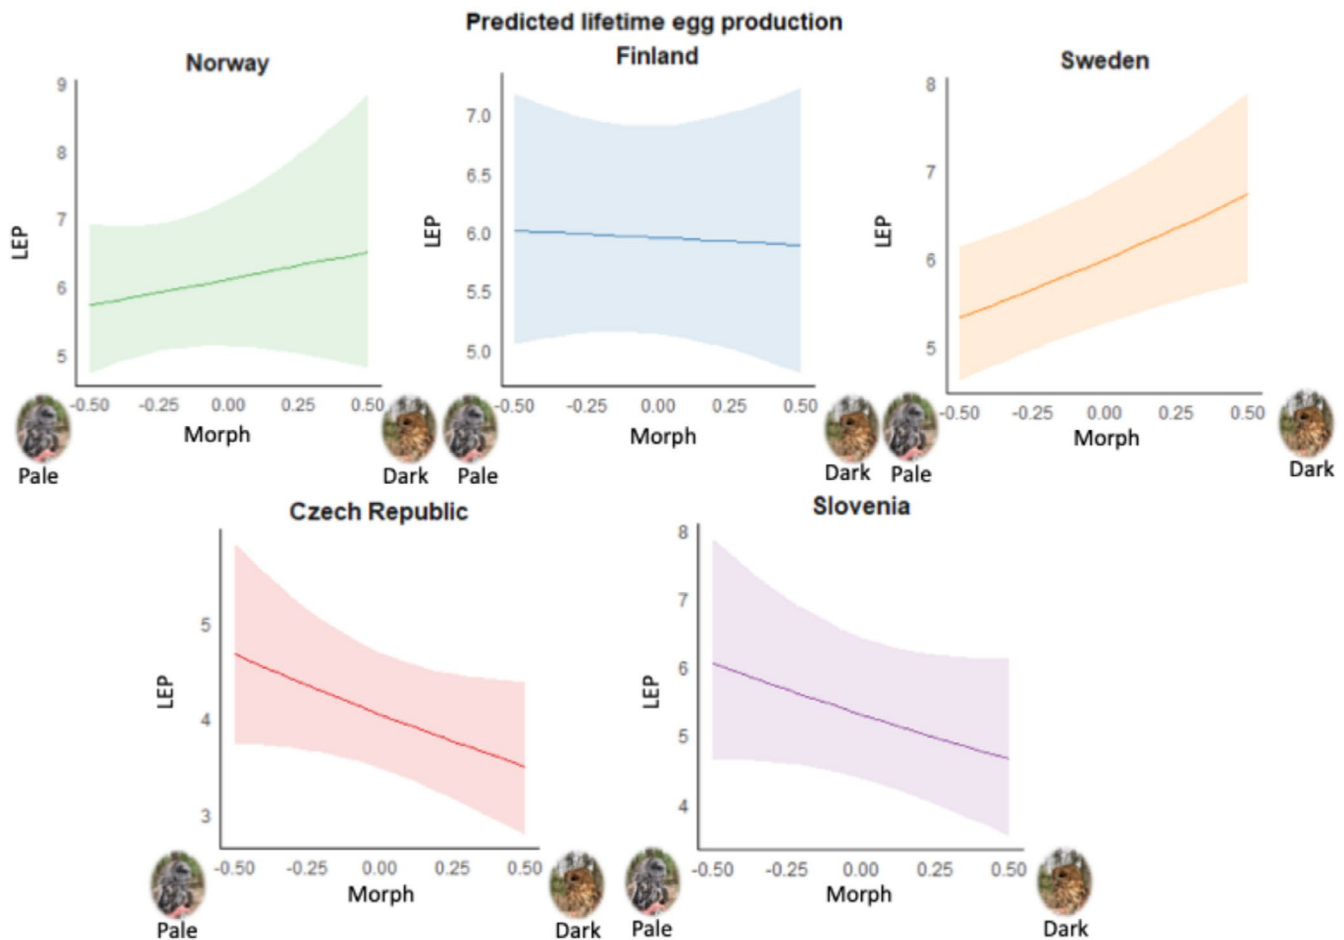 Predicted lifetime egg production
Norway
9
8
7
6
5
LEP
-0.50 -0.25 0.00 0.25 0.50
Morph
Pale
Dark
Finland
7.0
6.5
6.0
5.5
5.0
LEP
-0.50 -0.25 0.00 0.25 0.50
Morph
Pale
Dark
Sweden
8
7
6
5
LEP
-0.50 -0.25 0.00 0.25 0.50
Morph
Pale
Dark
Czech Republic
5
4
3
LEP
-0.50 -0.25 0.00 0.25 0.50
Morph
Pale
Dark
Slovenia
8
7
6
5
4
LEP
-0.50 -0.25 0.00 0.25 0.50
Morph
Pale
Dark